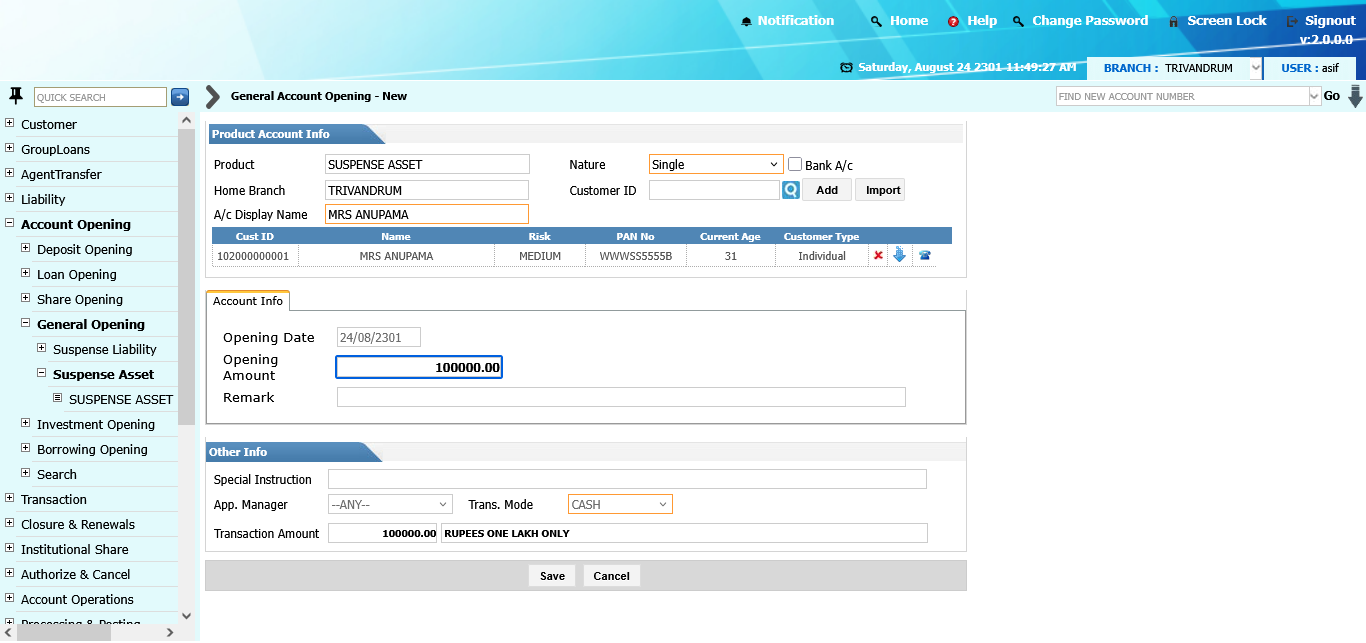 Notification Home Help Change Password Screen Lock Signout
v:2.0.0.0
Saturday, August 24 2301 11:49:27 AM BRANCH : TRIVANDRUM USER : asif
QUICK SEARCH
General Account Opening - New
FIND NEW ACCOUNT NUMBER Go
Customer
GroupLoans
AgentTransfer
Liability
Account Opening
Deposit Opening
Loan Opening
Share Opening
General Opening
Suspense Liability
Suspense Asset
SUSPENSE ASSET
Investment Opening
Borrowing Opening
Search
Transaction
Closure & Renewals
Institutional Share
Authorize & Cancel
Account Operations
Processing & Posting
Product Account Info
Product SUSPENSE ASSET Nature Single Bank A/c
Home Branch TRIVANDRUM Customer ID Add Import
A/c Display Name MRS ANUPAMA
Cust ID Name Risk PAN No Current Age Customer Type
102000000001 MRS ANUPAMA MEDIUM WWWSS5555B 31 Individual
Account Info
Opening Date 24/08/2301
Opening
Amount 100000.00
Remark
Other Info
Special Instruction
App. Manager --ANY-- Trans. Mode CASH
Transaction Amount 100000.00 RUPEES ONE LAKH ONLY
Save Cancel